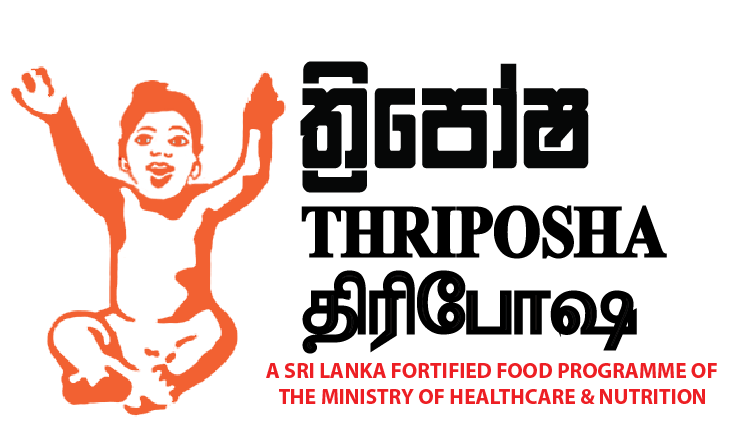 ත්‍රිපෝෂ
THRIPOSHA
திரிபோஷ
A SRI LANKA FORTIFIED FOOD PROGRAMME OF
THE MINISTRY OF HEALTHCARE & NUTRITION